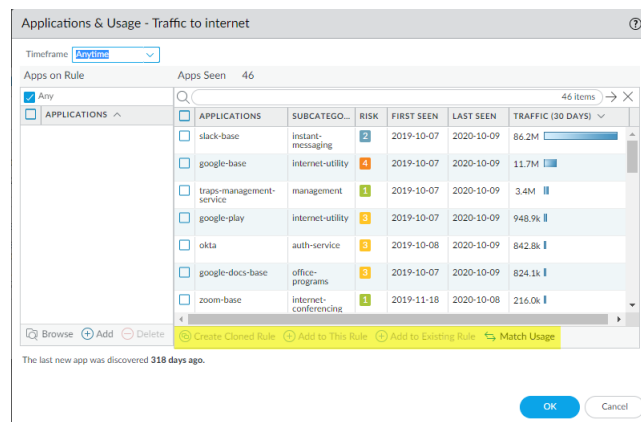 Applications & Usage - Traffic to internet
Timeframe Anytime
Apps on Rule Apps Seen 46
Any 46 items
APPLICATIONS APPLICATIONS SUBCATEGO... RISK FIRST SEEN LAST SEEN TRAFFIC (30 DAYS)
slack-base instant-messaging 2 2019-10-07 2020-10-09 86.2M
google-base internet-utility 4 2019-10-07 2020-10-09 11.7M
traps-management-service management 1 2019-10-07 2020-10-09 3.4M
google-play internet-utility 3 2019-10-07 2020-10-09 948.9k
okta auth-service 3 2019-10-08 2020-10-09 842.8k
google-docs-base office-programs 3 2019-10-07 2020-10-09 824.1k
zoom-base internet-conferencing 1 2019-11-18 2020-10-08 216.0k
Browse Add Delete Create Cloned Rule Add to This Rule Add to Existing Rule Match Usage
The last new app was discovered 318 days ago.
OK Cancel